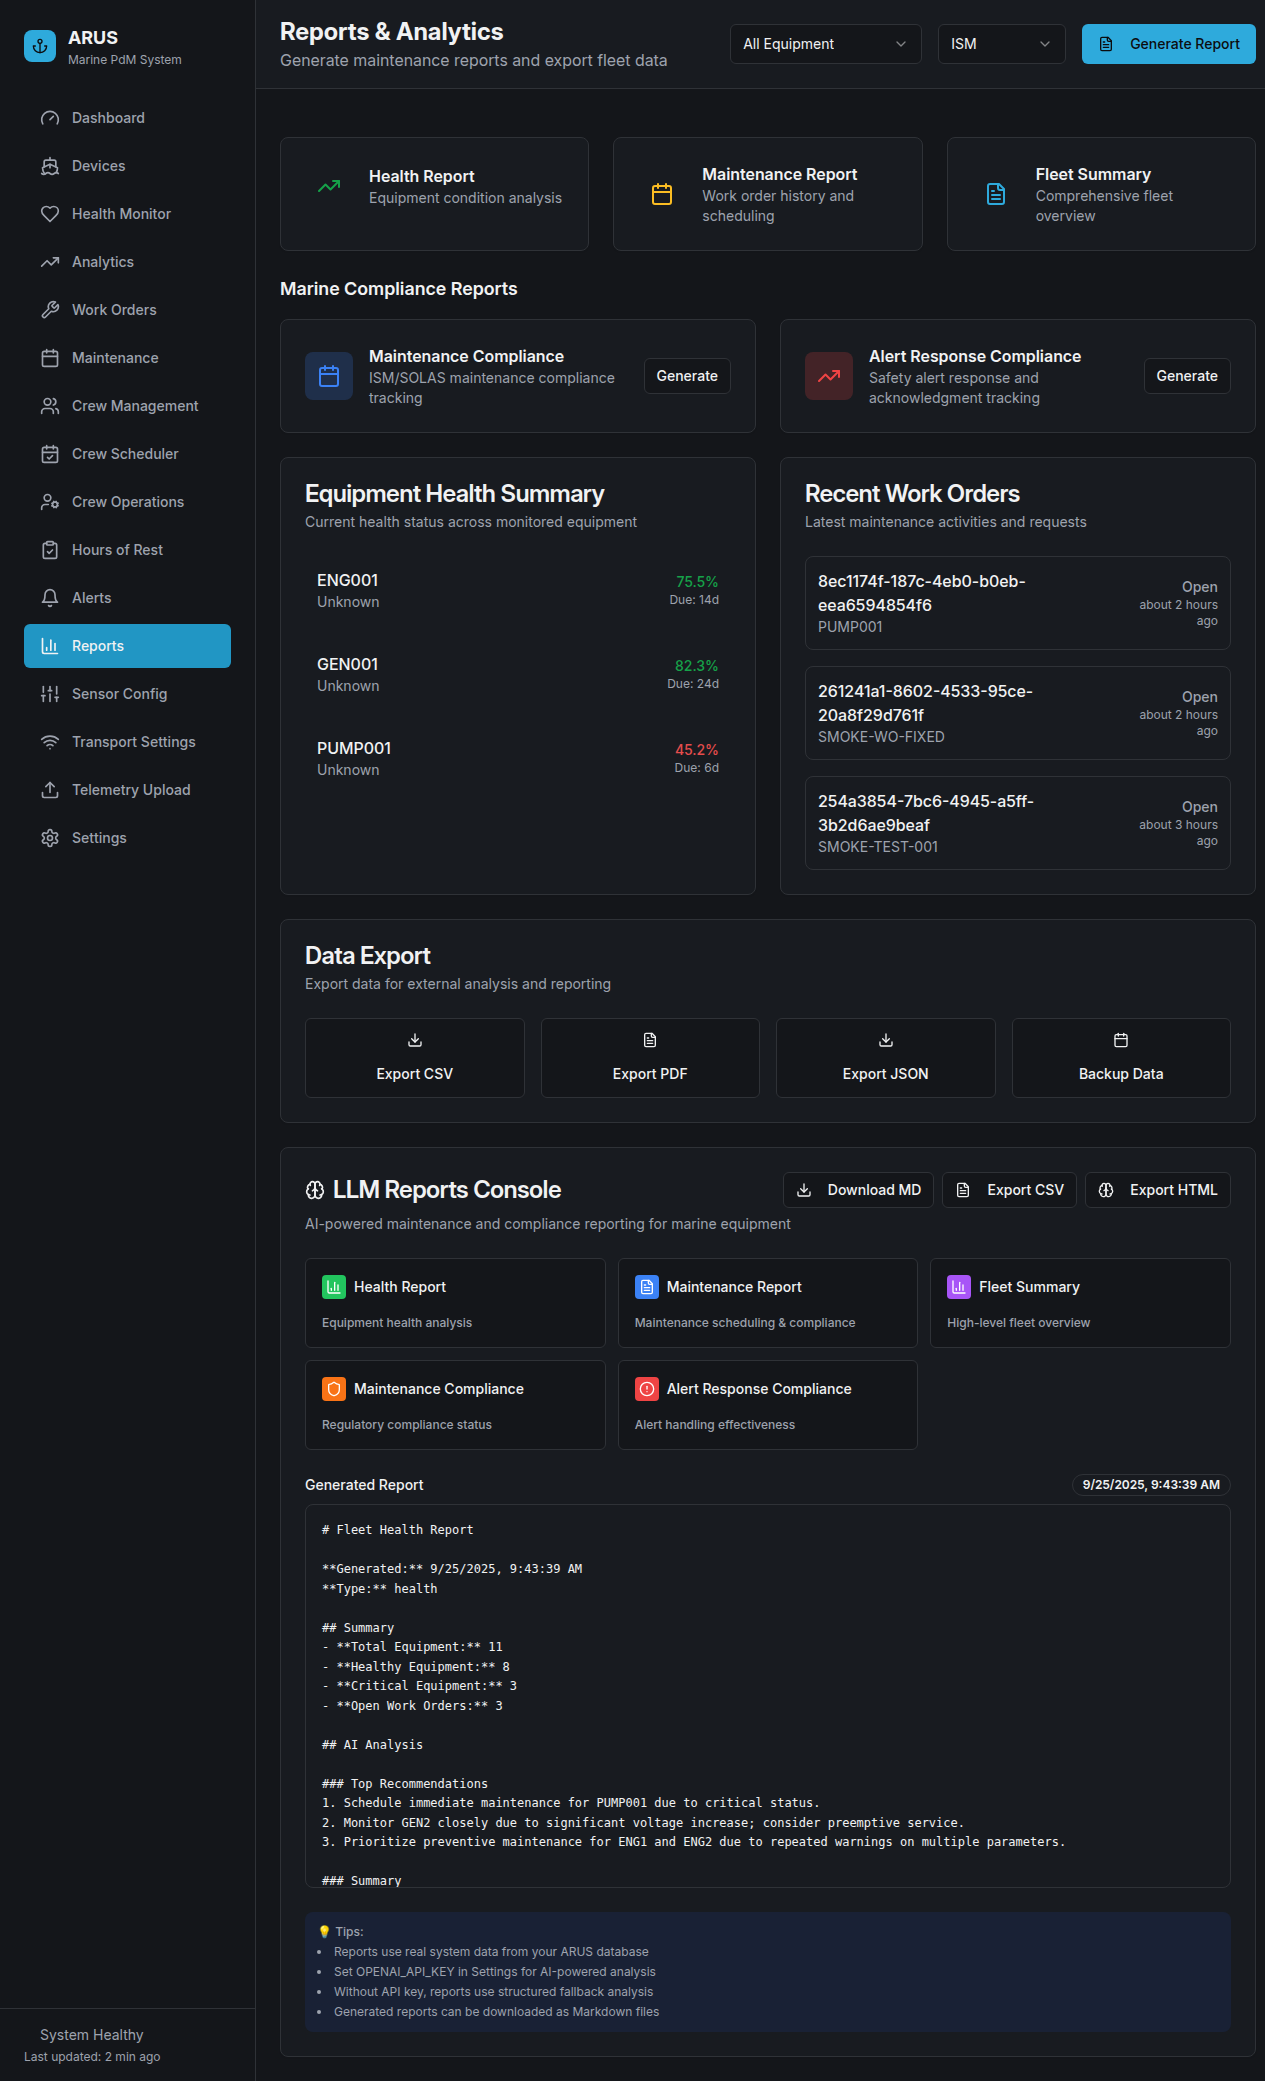 ARUS
Marine PdM System
Dashboard
Devices
Health Monitor
Analytics
Work Orders
Maintenance
Crew Management
Crew Scheduler
Crew Operations
Hours of Rest
Alerts
Reports
Sensor Config
Transport Settings
Telemetry Upload
Settings
System Healthy
Last updated: 2 min ago
Reports & Analytics
Generate maintenance reports and export fleet data
All Equipment
ISM
Generate Report
Health Report
Equipment condition analysis
Maintenance Report
Work order history and
scheduling
Fleet Summary
Comprehensive fleet
overview
Marine Compliance Reports
Maintenance Compliance
ISM/SOLAS maintenance compliance
tracking
Generate
Alert Response Compliance
Safety alert response and
acknowledgment tracking
Generate
Equipment Health Summary
Current health status across monitored equipment
ENG001
Unknown
75.5%
Due: 14d
GEN001
Unknown
82.3%
Due: 24d
PUMP001
Unknown
45.2%
Due: 6d
Recent Work Orders
Latest maintenance activities and requests
8ec1174f-187c-4eb0-b0eb-
eea6594854f6
PUMP001
Open
about 2 hours
ago
261241a1-8602-4533-95ce-
20a8f29d761f
SMOKE-WO-FIXED
Open
about 2 hours
ago
254a3854-7bc6-4945-a5ff-
3b2d6ae9beaf
SMOKE-TEST-001
Open
about 3 hours
ago
Data Export
Export data for external analysis and reporting
Export CSV
Export PDF
Export JSON
Backup Data
LLM Reports Console
Download MD
Export CSV
Export HTML
AI-powered maintenance and compliance reporting for marine equipment
Health Report
Equipment health analysis
Maintenance Report
Maintenance scheduling & compliance
Fleet Summary
High-level fleet overview
Maintenance Compliance
Regulatory compliance status
Alert Response Compliance
Alert handling effectiveness
Generated Report
9/25/2025, 9:43:39 AM
# Fleet Health Report
**Generated:** 9/25/2025, 9:43:39 AM
**Type:** health
## Summary
- **Total Equipment:** 11
- **Healthy Equipment:** 8
- **Critical Equipment:** 3
- **Open Work Orders:** 3
## AI Analysis
### Top Recommendations
1. Schedule immediate maintenance for PUMP001 due to critical status.
2. Monitor GEN2 closely due to significant voltage increase; consider preemptive service.
3. Prioritize preventive maintenance for ENG1 and ENG2 due to repeated warnings on multiple parameters.
### Summary
💡 Tips:
• Reports use real system data from your ARUS database
• Set OPENAI_API_KEY in Settings for AI-powered analysis
• Without API key, reports use structured fallback analysis
• Generated reports can be downloaded as Markdown files